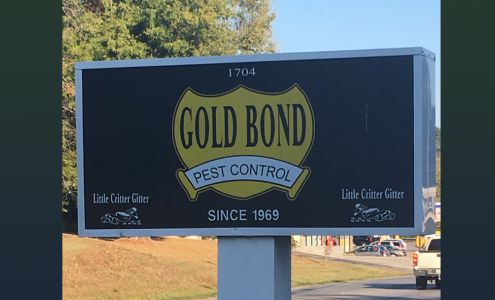 1704
GOLD BOND
PEST CONTROL
Little Critter Gitter
Little Critter Gitter
SINCE 1969